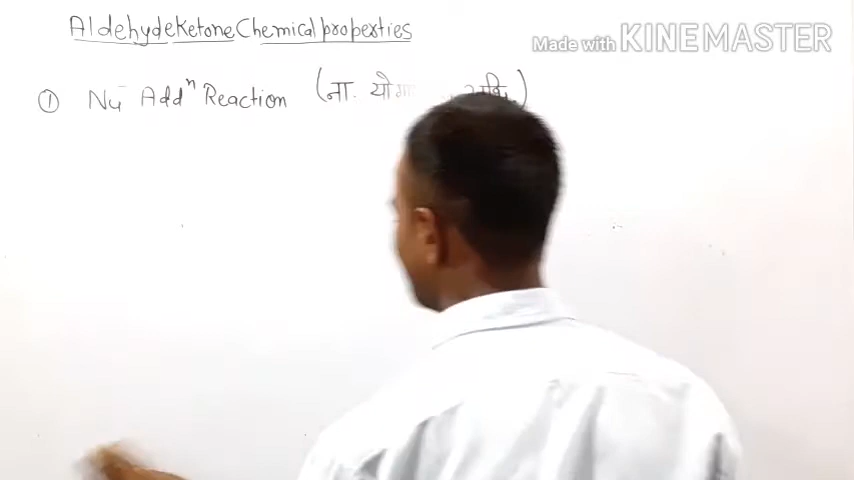 Aldehyde Ketone Chemical properties
Made with KINEMASTER
① Nu⁻ Addⁿ Reaction (ना.